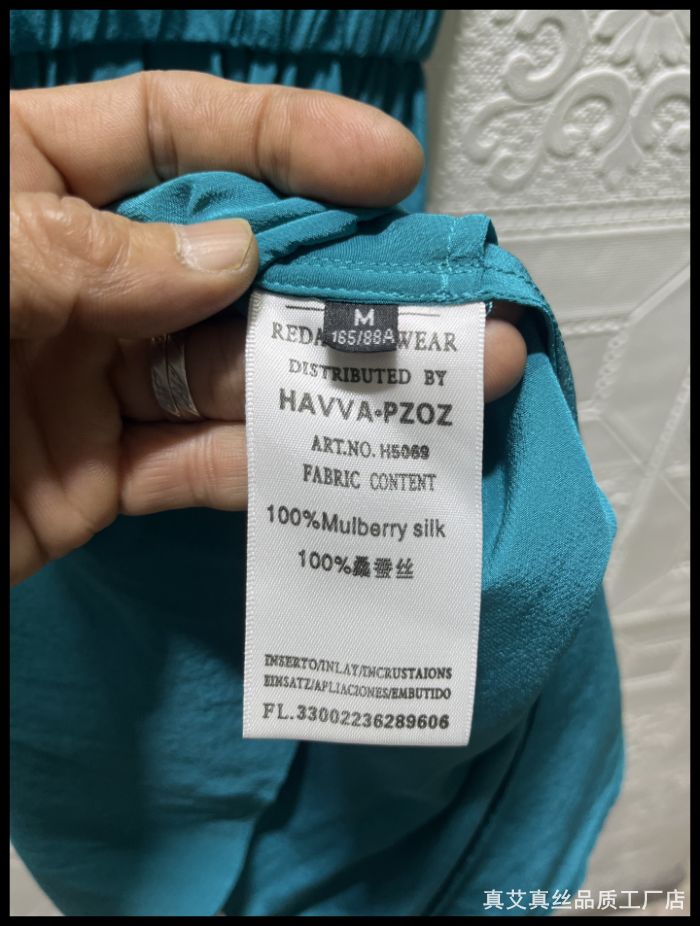 M
165/88A
REDA WEAR
DISTRIBUTED BY
HAVVA·PZOZ
ART.NO. H5069
FABRIC CONTENT
100%Mulberry silk
100%桑蚕丝
INSERTO/INLAY/INCRUSTAIONS
EINSATZ/APLIACIONES/EMBUTIDO
FL.33002236289606
真艾真丝品质工厂店